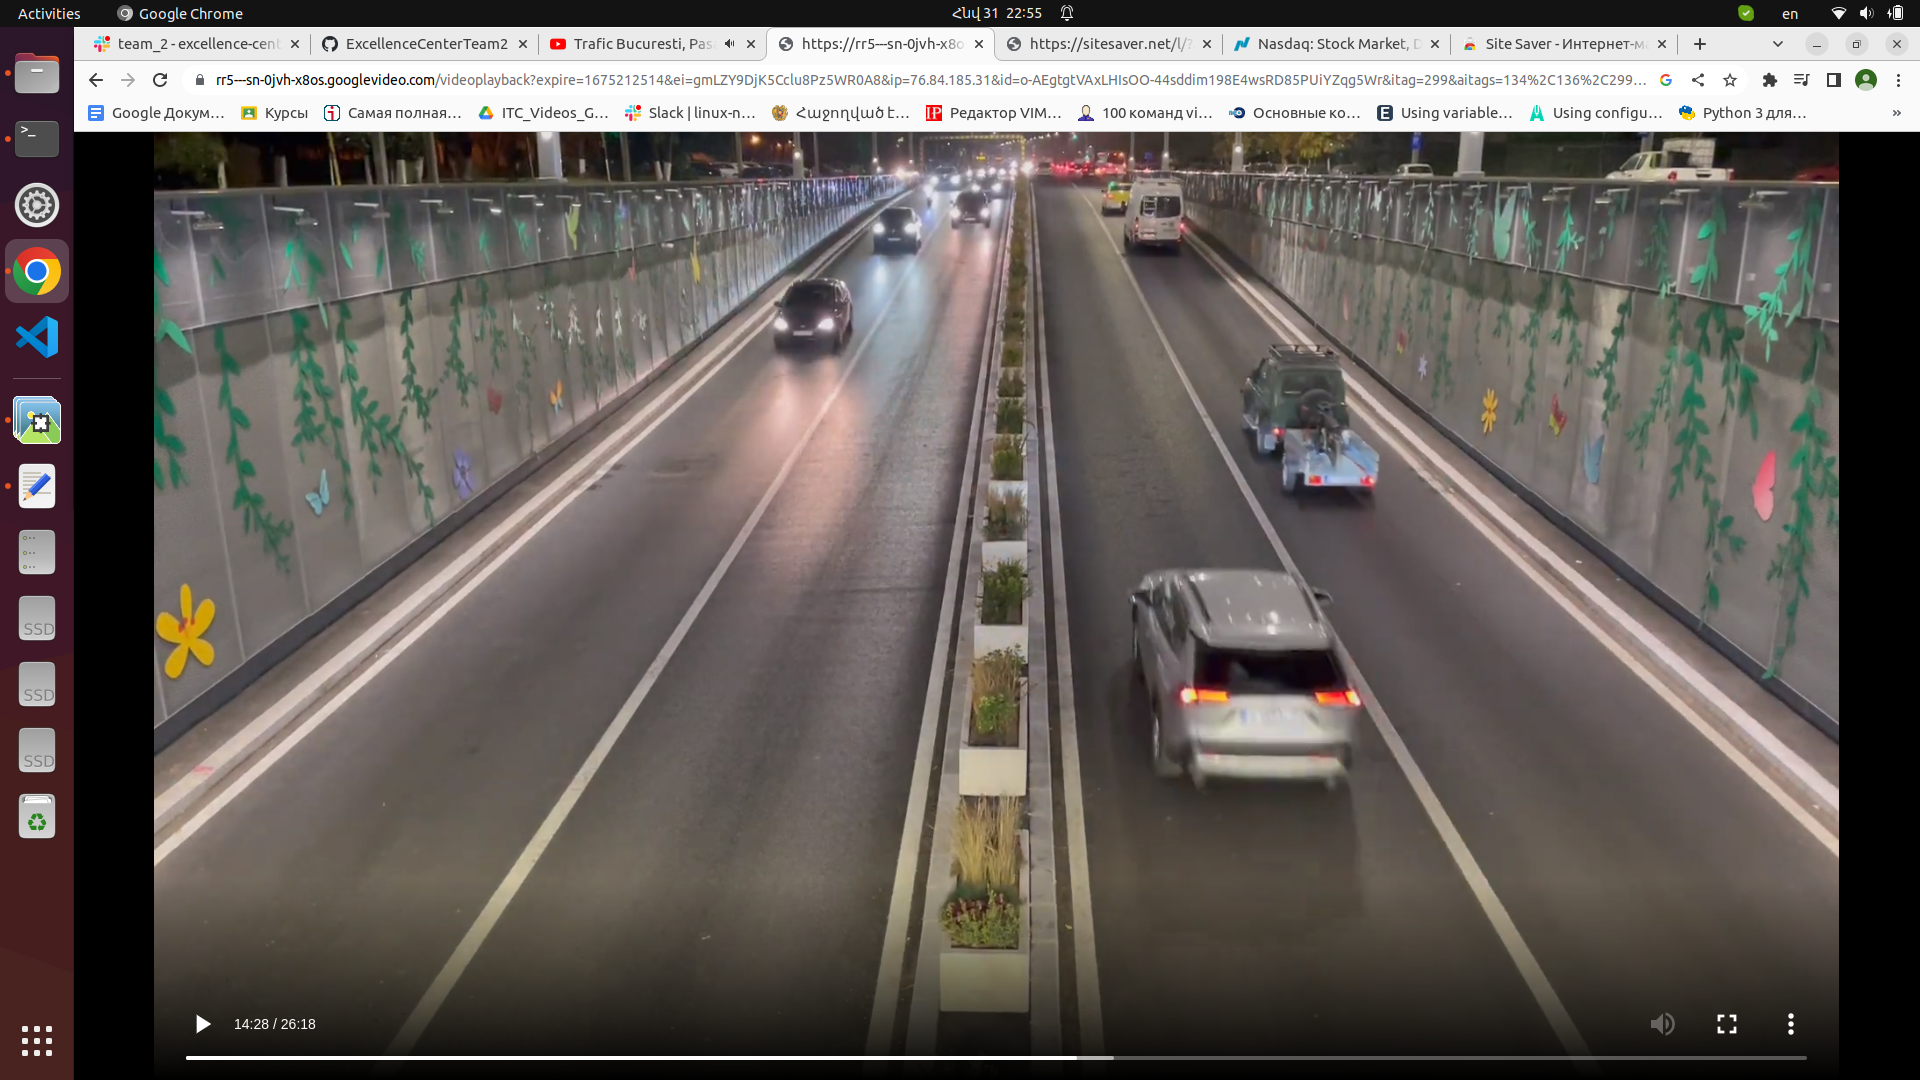 Activities
Google Chrome
Հնվ 31 22:55
en
team_2 - excellence-cent
ExcellenceCenterTeam2
Trafic Bucuresti, Pas
https://rr5---sn-0jvh-x8o
https://sitesaver.net/l/?
Nasdaq: Stock Market, D
Site Saver - Интернет-м
rr5---sn-0jvh-x8os.googlevideo.com/videoplayback?expire=1675212514&ei=gmLZY9DjK5Cclu8Pz5WR0A8&ip=76.84.185.31&id=o-AEgtgtVAxLHIsOO-44sddim198E4wsRD85PUiYZqg5Wr&itag=299&aitags=134%2C136%2C299...
Google Докум...
Курсы
Самая полная...
ITC_Videos_G...
Slack | linux-n...
Հաջողված է...
Редактор VIM...
100 команд vi...
Основные ко...
Using variable...
Using configu...
Python 3 для...
»
SSD
SSD
SSD
14:28 / 26:18